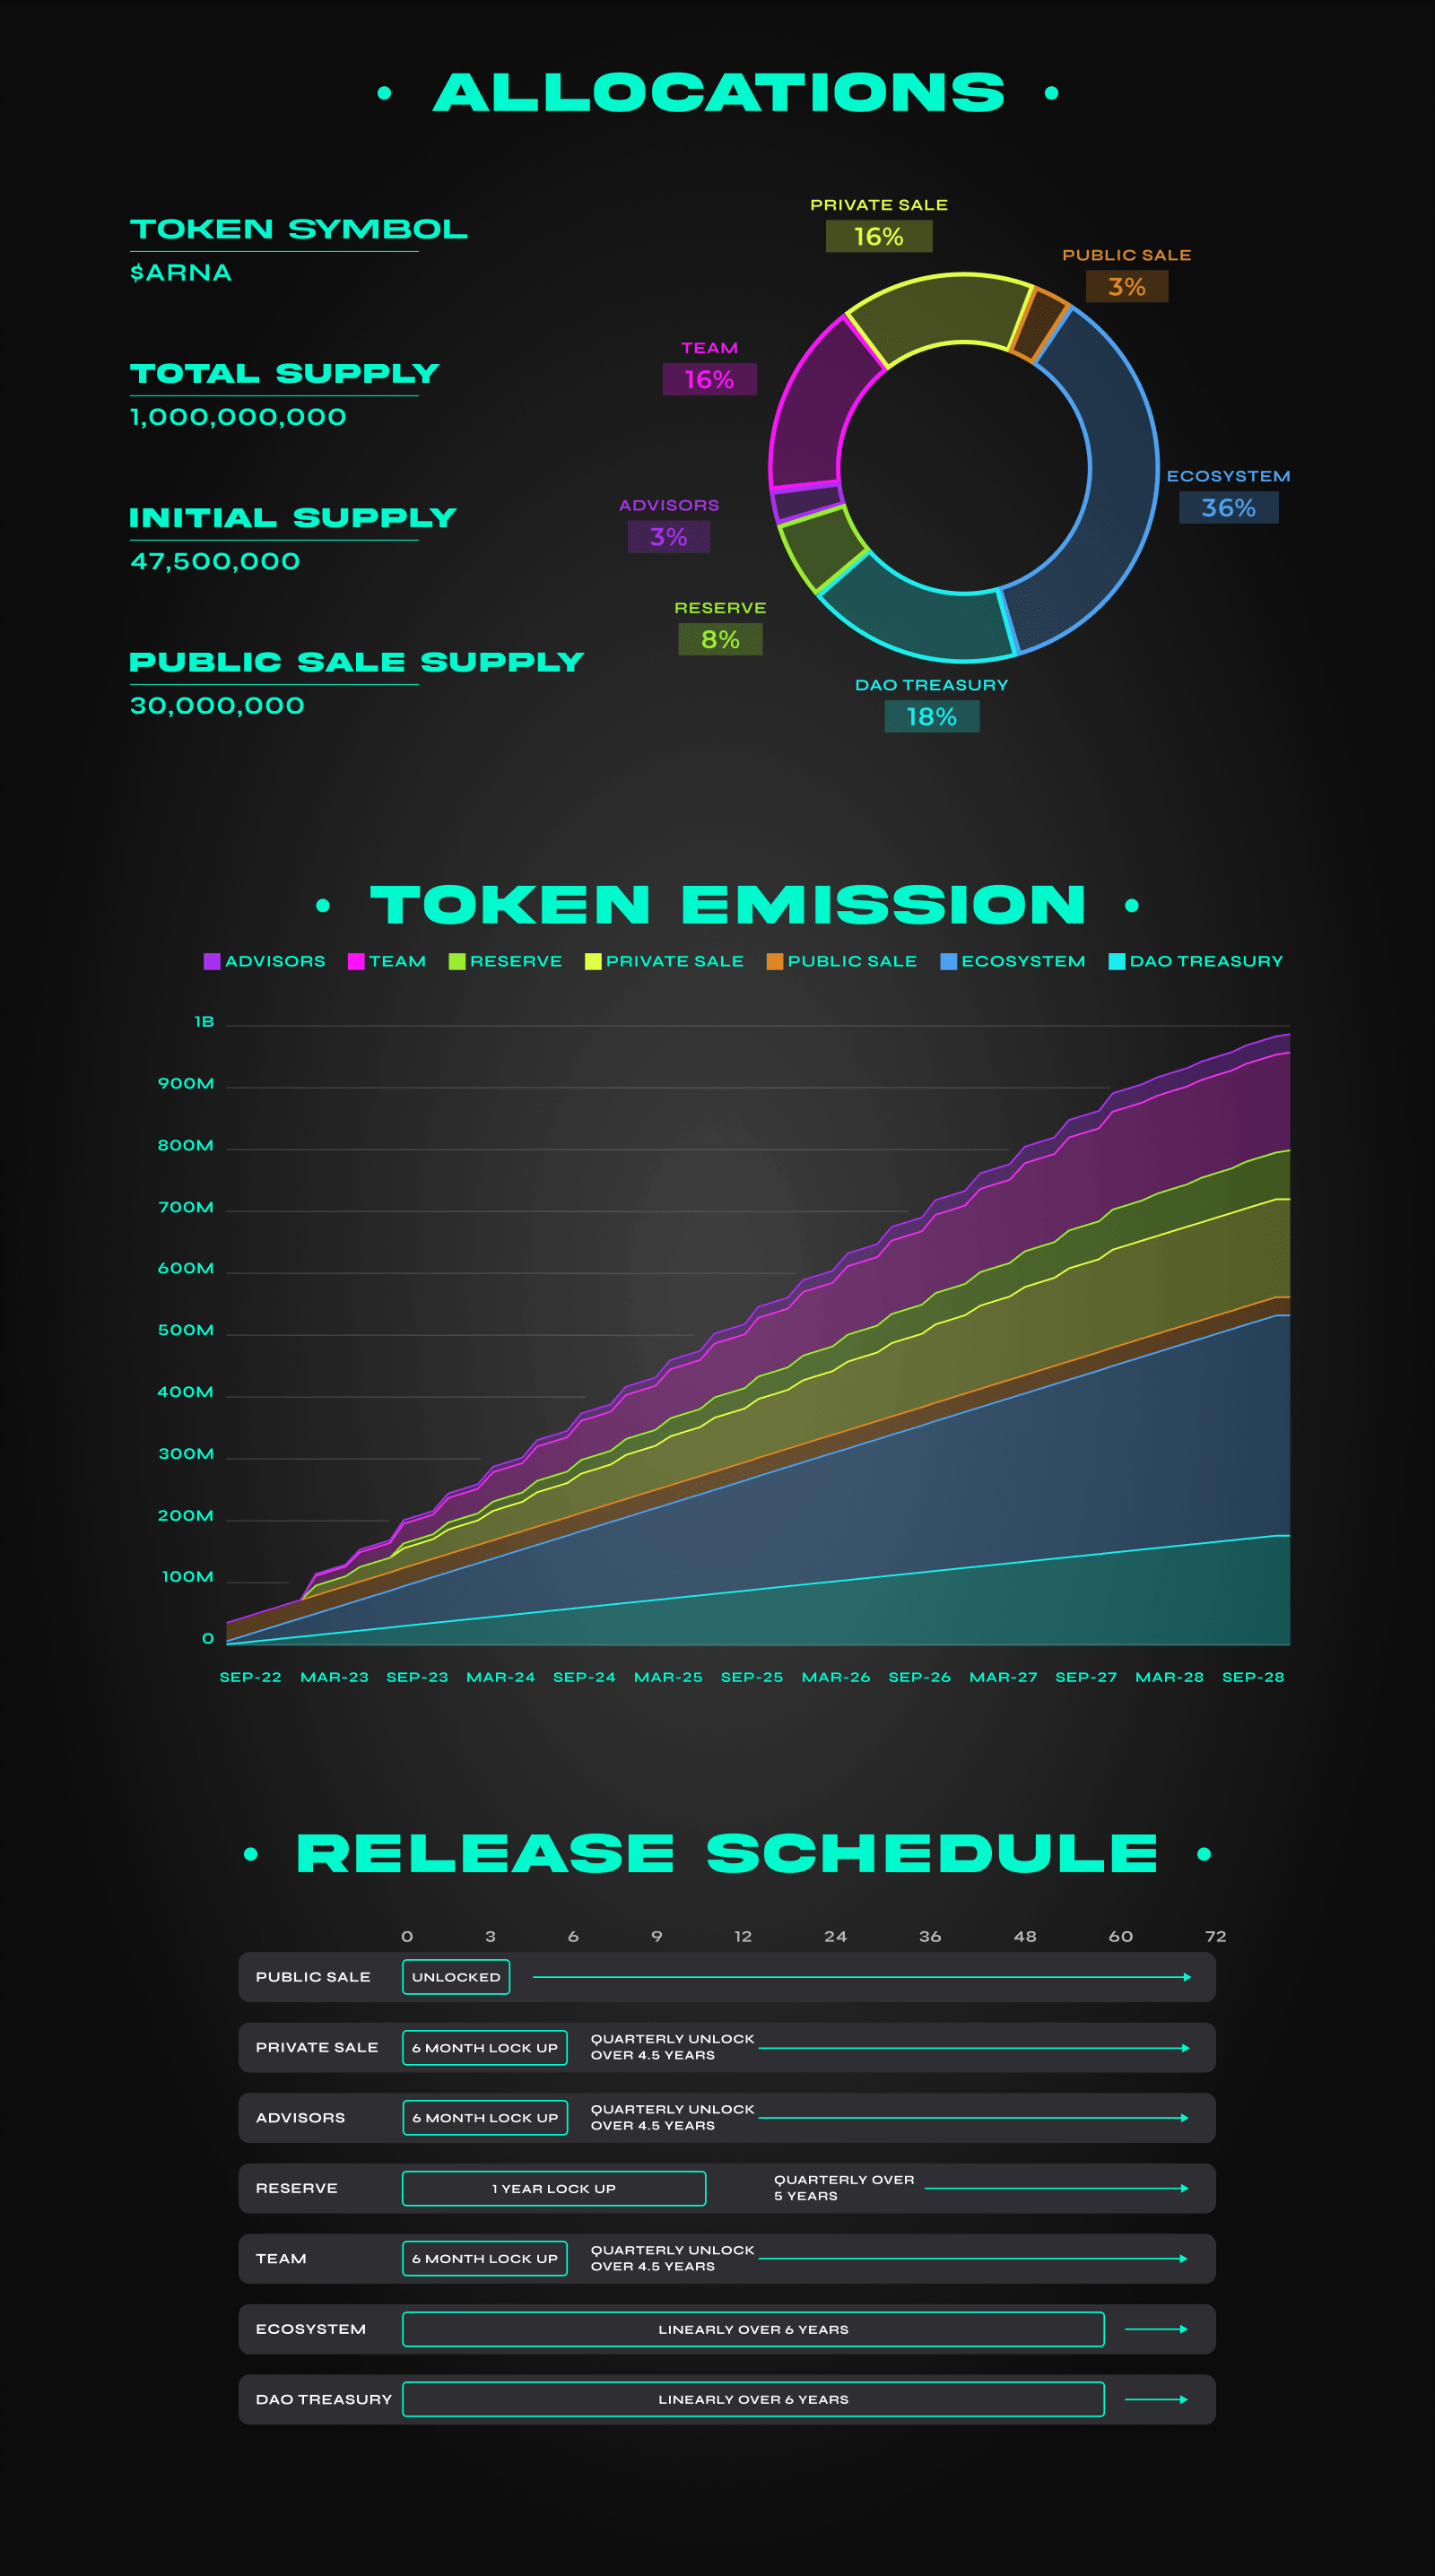 ALLOCATIONS
TOKEN SYMBOL
$ARNA
TOTAL SUPPLY
1,000,000,000
INITIAL SUPPLY
47,500,000
PUBLIC SALE SUPPLY
30,000,000
PRIVATE SALE
16%
PUBLIC SALE
3%
TEAM
16%
ECOSYSTEM
36%
ADVISORS
3%
RESERVE
8%
DAO TREASURY
18%
TOKEN EMISSION
ADVISORS TEAM RESERVE PRIVATE SALE PUBLIC SALE ECOSYSTEM DAO TREASURY
1B
900M
800M
700M
600M
500M
400M
300M
200M
100M
0
SEP-22 MAR-23 SEP-23 MAR-24 SEP-24 MAR-25 SEP-25 MAR-26 SEP-26 MAR-27 SEP-27 MAR-28 SEP-28
RELEASE SCHEDULE
0 3 6 9 12 24 36 48 60 72
PUBLIC SALE UNLOCKED
PRIVATE SALE 6 MONTH LOCK UP
QUARTERLY UNLOCK
OVER 4.5 YEARS
ADVISORS 6 MONTH LOCK UP
QUARTERLY UNLOCK
OVER 4.5 YEARS
RESERVE 1 YEAR LOCK UP
QUARTERLY OVER
5 YEARS
TEAM 6 MONTH LOCK UP
QUARTERLY UNLOCK
OVER 4.5 YEARS
ECOSYSTEM LINEARLY OVER 6 YEARS
DAO TREASURY LINEARLY OVER 6 YEARS